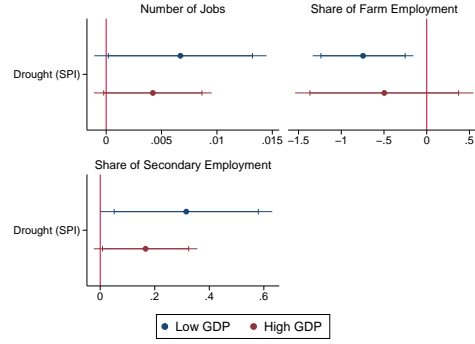 Number of Jobs
Drought (SPI)
0 .005 .01 .015
Share of Farm Employment
−1.5 −1 −.5 0 .5
Share of Secondary Employment
Drought (SPI)
0 .2 .4 .6
Low GDP High GDP